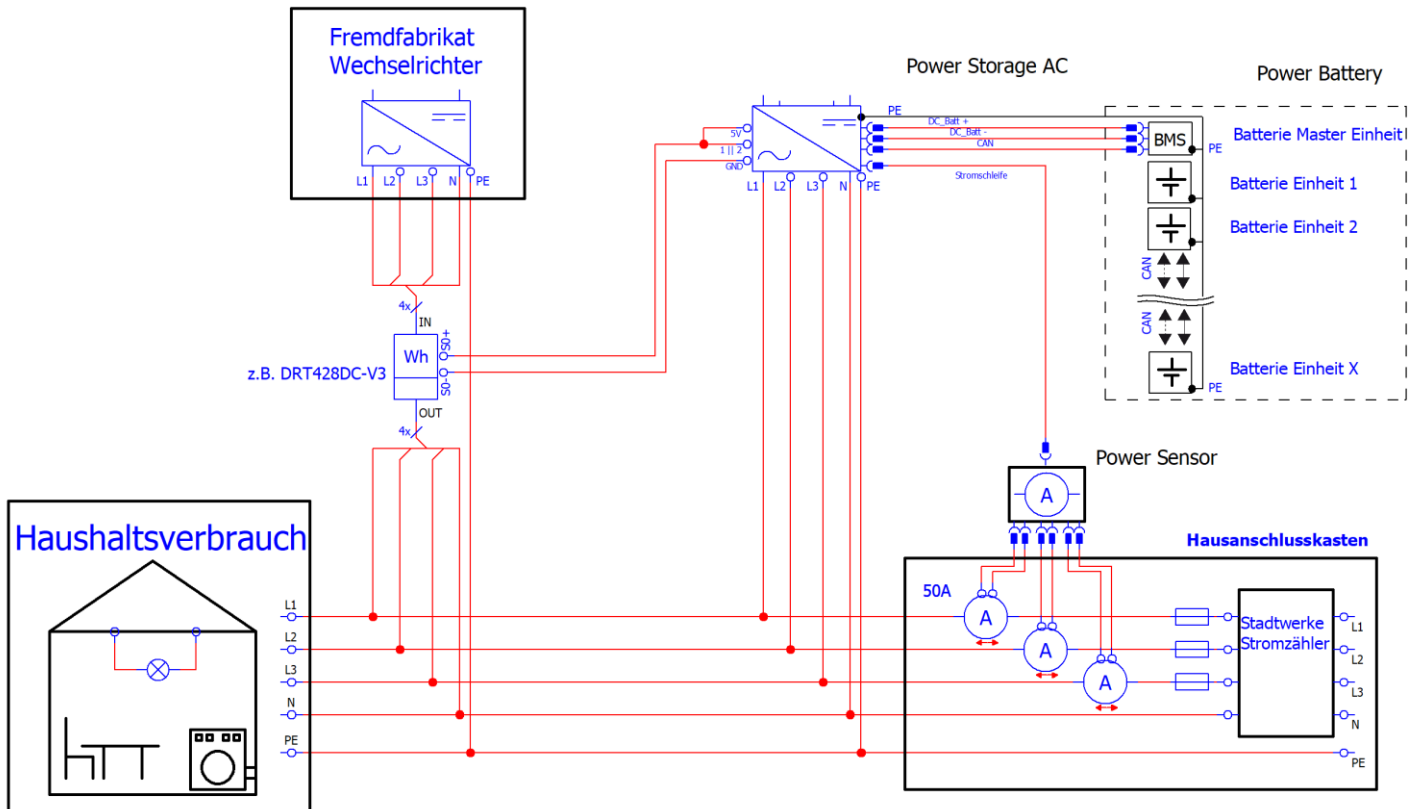 Fremdfabrikat
Wechselrichter
L1 L2 L3 N PE
4x
IN
Wh
S0+
S0-
z.B. DRT428DC-V3
OUT
4x
Power Storage AC
5V
1 || 2
GND
L1 L2 L3 N PE
PE
DC_Batt +
DC_Batt -
CAN
Stromschleife
Power Battery
BMS
PE
Batterie Master Einheit
Batterie Einheit 1
Batterie Einheit 2
CAN
CAN
Batterie Einheit X
PE
Power Sensor
A
Haushaltsverbrauch
L1
L2
L3
N
PE
Hausanschlusskasten
50A
A
A
A
Stadtwerke
Stromzähler
L1
L2
L3
N
PE